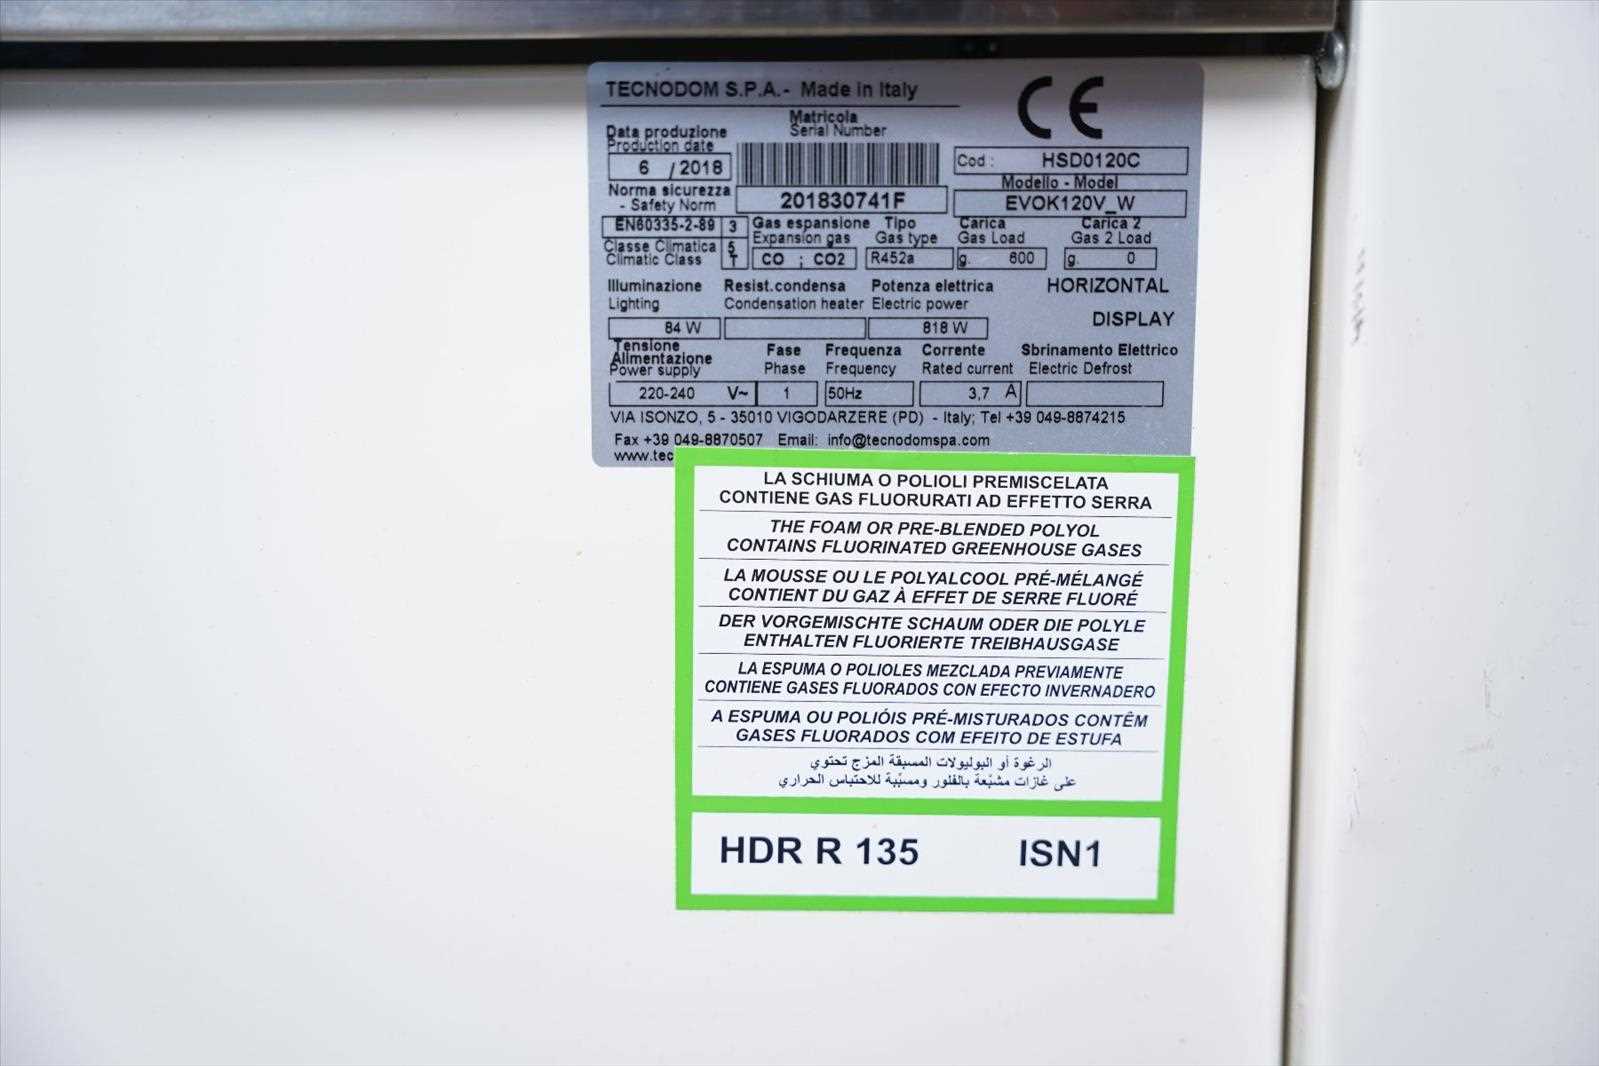 TECNODOM S.P.A.- Made in Italy
CE
Data produzione
Production date
6 / 2018
Matricola
Serial Number
201830741F
Cod : HSD0120C
Modello - Model
EVOK120V_W
Norma sicurezza
- Safety Norm
EN60335-2-89 3
Classe Climatica
Climatic Class
5
T
Gas espansione
Expansion gas
CO ; CO2
Tipo
Gas type
R452a
Carica
Gas Load
g. 600
Carica 2
Gas 2 Load
g. 0
Illuminazione
Lighting
84 W
Resist.condensa
Condensation heater
Potenza elettrica
Electric power
818 W
HORIZONTAL
DISPLAY
Tensione
Alimentazione
Power supply
220-240 V~
Fase
Phase
1
Frequenza
Frequency
50Hz
Corrente
Rated current
3,7 A
Sbrinamento Elettrico
Electric Defrost
VIA ISONZO, 5 - 35010 VIGODARZERE (PD) - Italy; Tel +39 049-8874215
Fax +39 049-8870507 Email: info@tecnodomspa.com
www.tec
LA SCHIUMA O POLIOLI PREMISCELATA
CONTIENE GAS FLUORURATI AD EFFETTO SERRA
THE FOAM OR PRE-BLENDED POLYOL
CONTAINS FLUORINATED GREENHOUSE GASES
LA MOUSSE OU LE POLYALCOOL PRÉ-MÉLANGÉ
CONTIENT DU GAZ À EFFET DE SERRE FLUORÉ
DER VORGEMISCHTE SCHAUM ODER DIE POLYLE
ENTHALTEN FLUORIERTE TREIBHAUSGASE
LA ESPUMA O POLIOLES MEZCLADA PREVIAMENTE
CONTIENE GASES FLUORADOS CON EFECTO INVERNADERO
A ESPUMA OU POLIÓIS PRÉ-MISTURADOS CONTÊM
GASES FLUORADOS COM EFEITO DE ESTUFA
الرغوة أو البوليولات المسبقة المزج تحتوي
على غازات مشبّعة بالفلور ومسبّبة للاحتباس الحراري
HDR R 135 ISN1